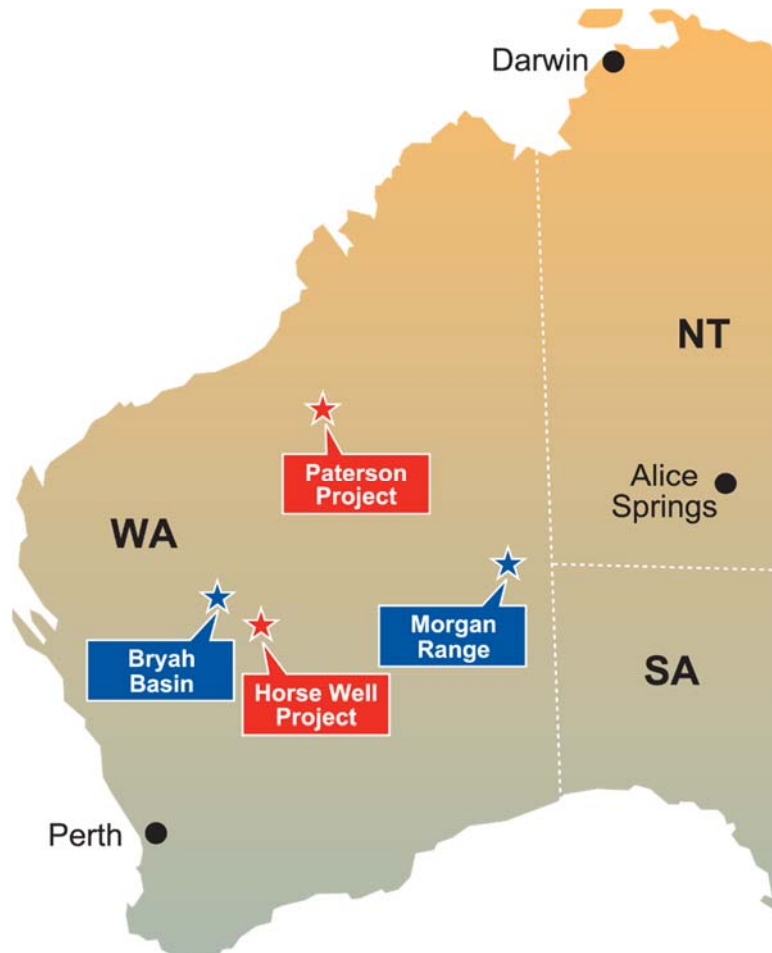 Darwin
NT
Paterson
Project
Alice
Springs
WA
Morgan
Range
Bryah
Basin
SA
Horse Well
Project
Perth